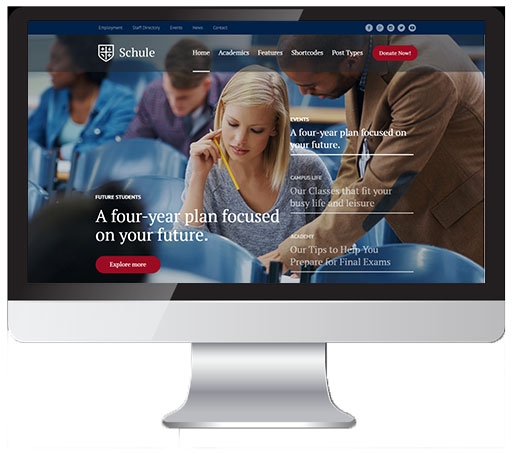 Employment Staff Directory Events News Contact
Schule
Home Academics Features Shortcodes Post Types Donate Now!
EVENTS
A four-year plan focused on
your future.
CAMPUS LIFE
Our Classes that fit your
busy life and leisure
ACADEMY
Our Tips to Help You
Prepare for Final Exams
FUTURE STUDENTS
A four-year plan focused
on your future.
Explore more